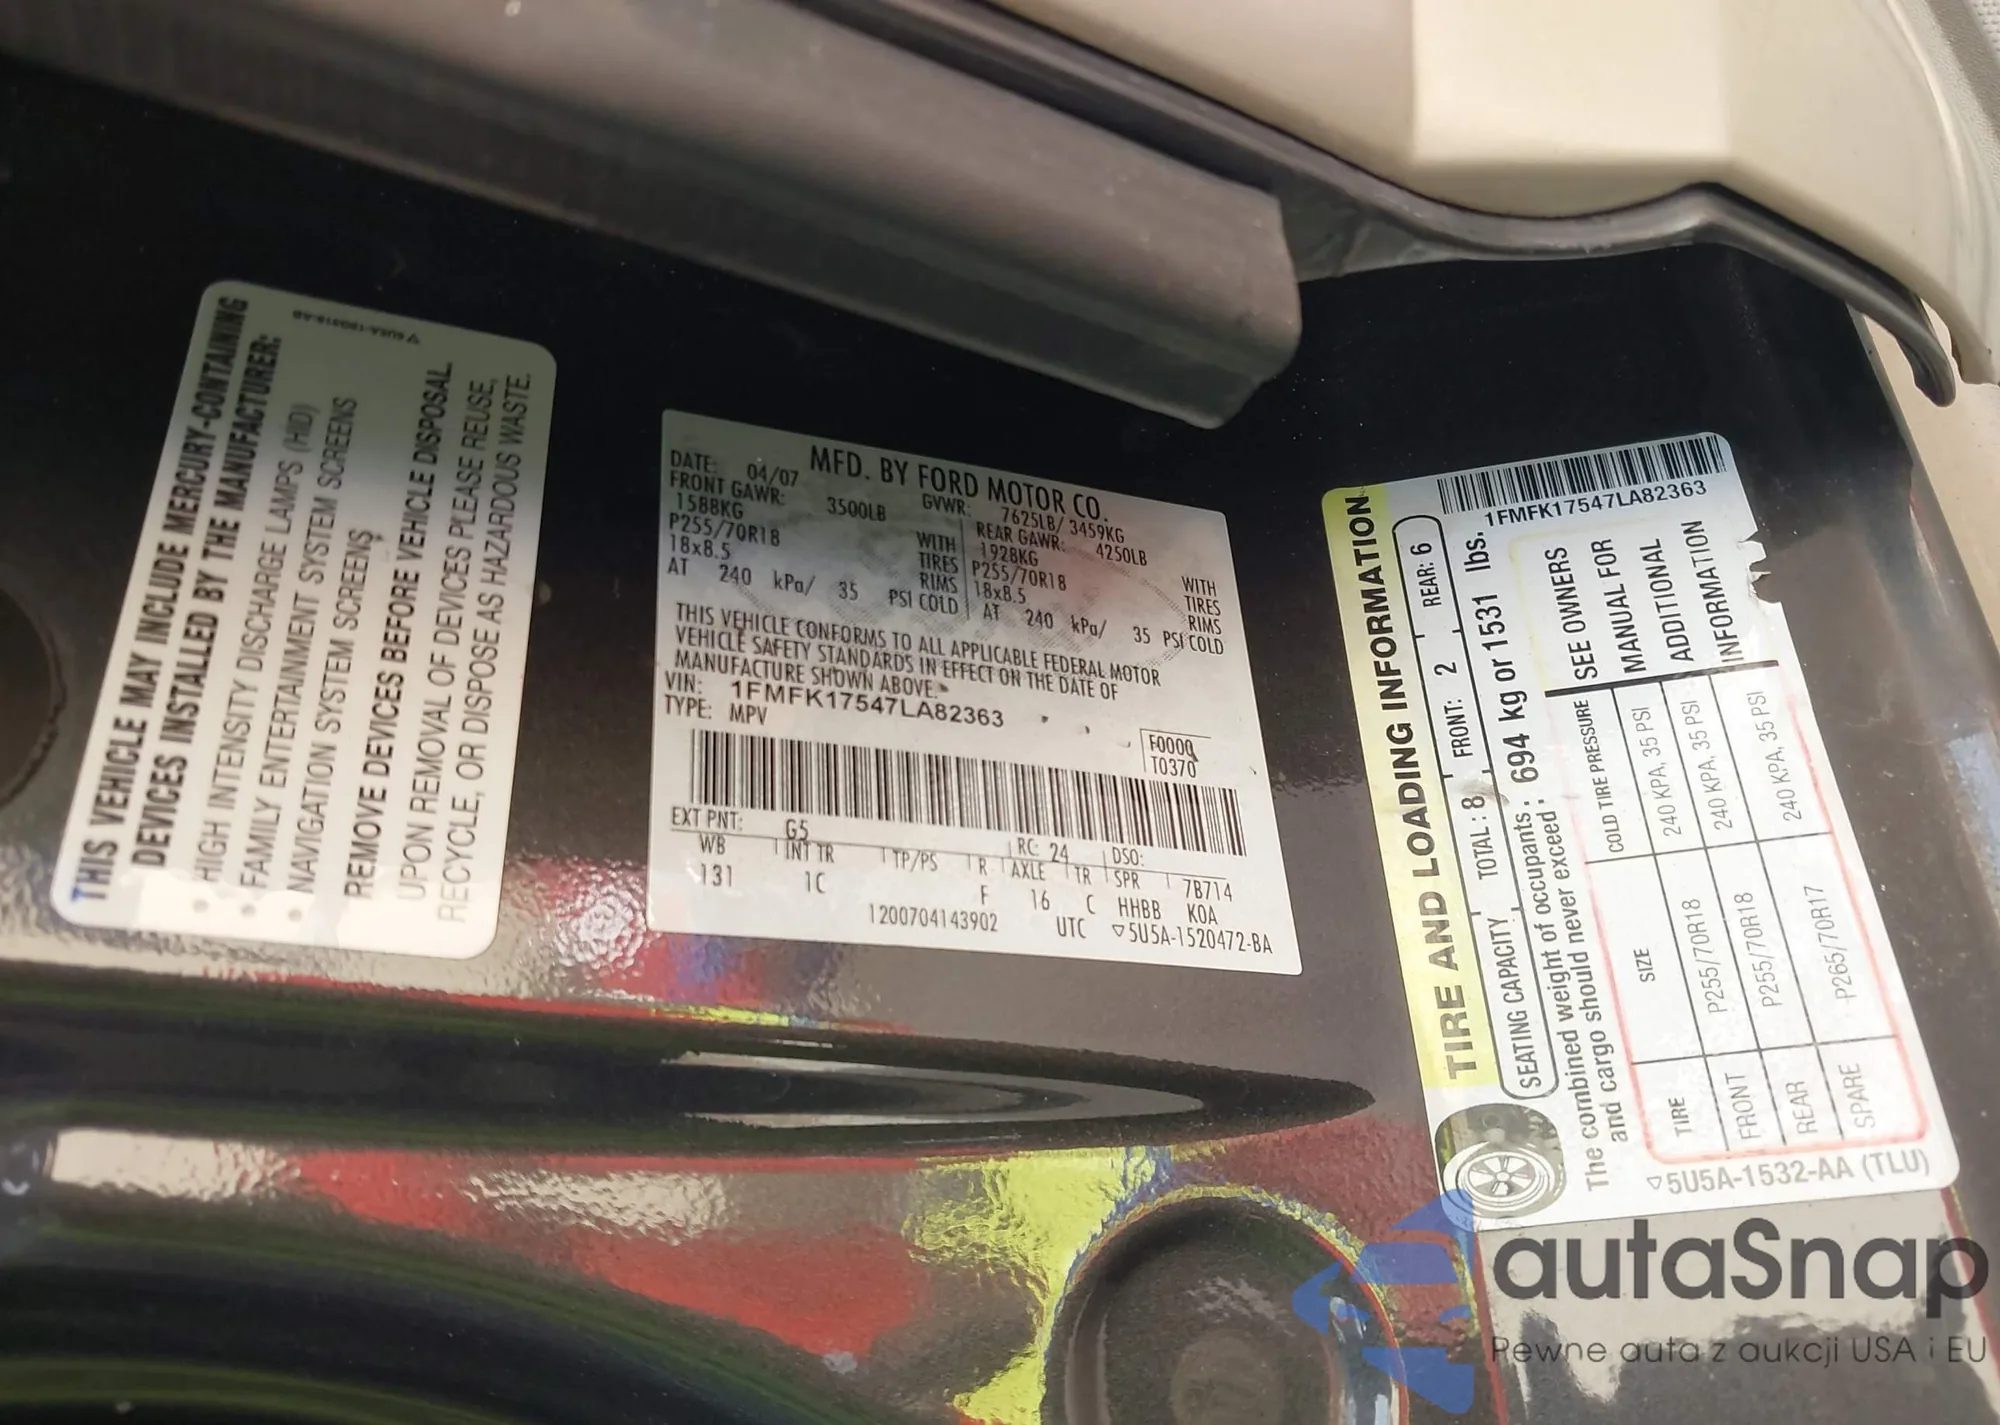 THIS VEHICLE MAY INCLUDE MERCURY-CONTAINING
DEVICES INSTALLED BY THE MANUFACTURER:
• HIGH INTENSITY DISCHARGE LAMPS (HID)
• FAMILY ENTERTAINMENT SYSTEM SCREENS
• NAVIGATION SYSTEM SCREENS
REMOVE DEVICES BEFORE VEHICLE DISPOSAL.
UPON REMOVAL OF DEVICES PLEASE REUSE,
RECYCLE, OR DISPOSE AS HAZARDOUS WASTE.
MFD. BY FORD MOTOR CO.
DATE: 04/07 GVWR: 7625LB/ 3459KG
FRONT GAWR: 3500LB REAR GAWR: 4250LB
1588KG WITH 1928KG WITH
P255/70R18 TIRES P255/70R18 TIRES
18x8.5 RIMS 18x8.5 RIMS
AT 240 kPa/ 35 PSI COLD AT 240 kPa/ 35 PSI COLD
THIS VEHICLE CONFORMS TO ALL APPLICABLE FEDERAL MOTOR
VEHICLE SAFETY STANDARDS IN EFFECT ON THE DATE OF
MANUFACTURE SHOWN ABOVE.
VIN: 1FMFK17547LA82363
TYPE: MPV
F0000
T0370
EXT PNT: G5 RC: 24 DSO:
WB INT TR TP/PS R AXLE TR SPR 7B714
131 1C F 16 C HHBB KOA
1200704143902 UTC ▽5U5A-1520472-BA
1FMFK17547LA82363
TIRE AND LOADING INFORMATION
SEATING CAPACITY TOTAL: 8 FRONT: 2 REAR: 6
The combined weight of occupants: 694 kg or 1531 lbs.
and cargo should never exceed:
TIRE SIZE COLD TIRE PRESSURE
FRONT P255/70R18 240 KPA, 35 PSI
REAR P255/70R18 240 KPA, 35 PSI
SPARE P265/70R17 240 KPA, 35 PSI
SEE OWNERS
MANUAL FOR
ADDITIONAL
INFORMATION
▽5U5A-1532-AA (TLU)
autaSnap
Pewne auta z aukcji USA i EU